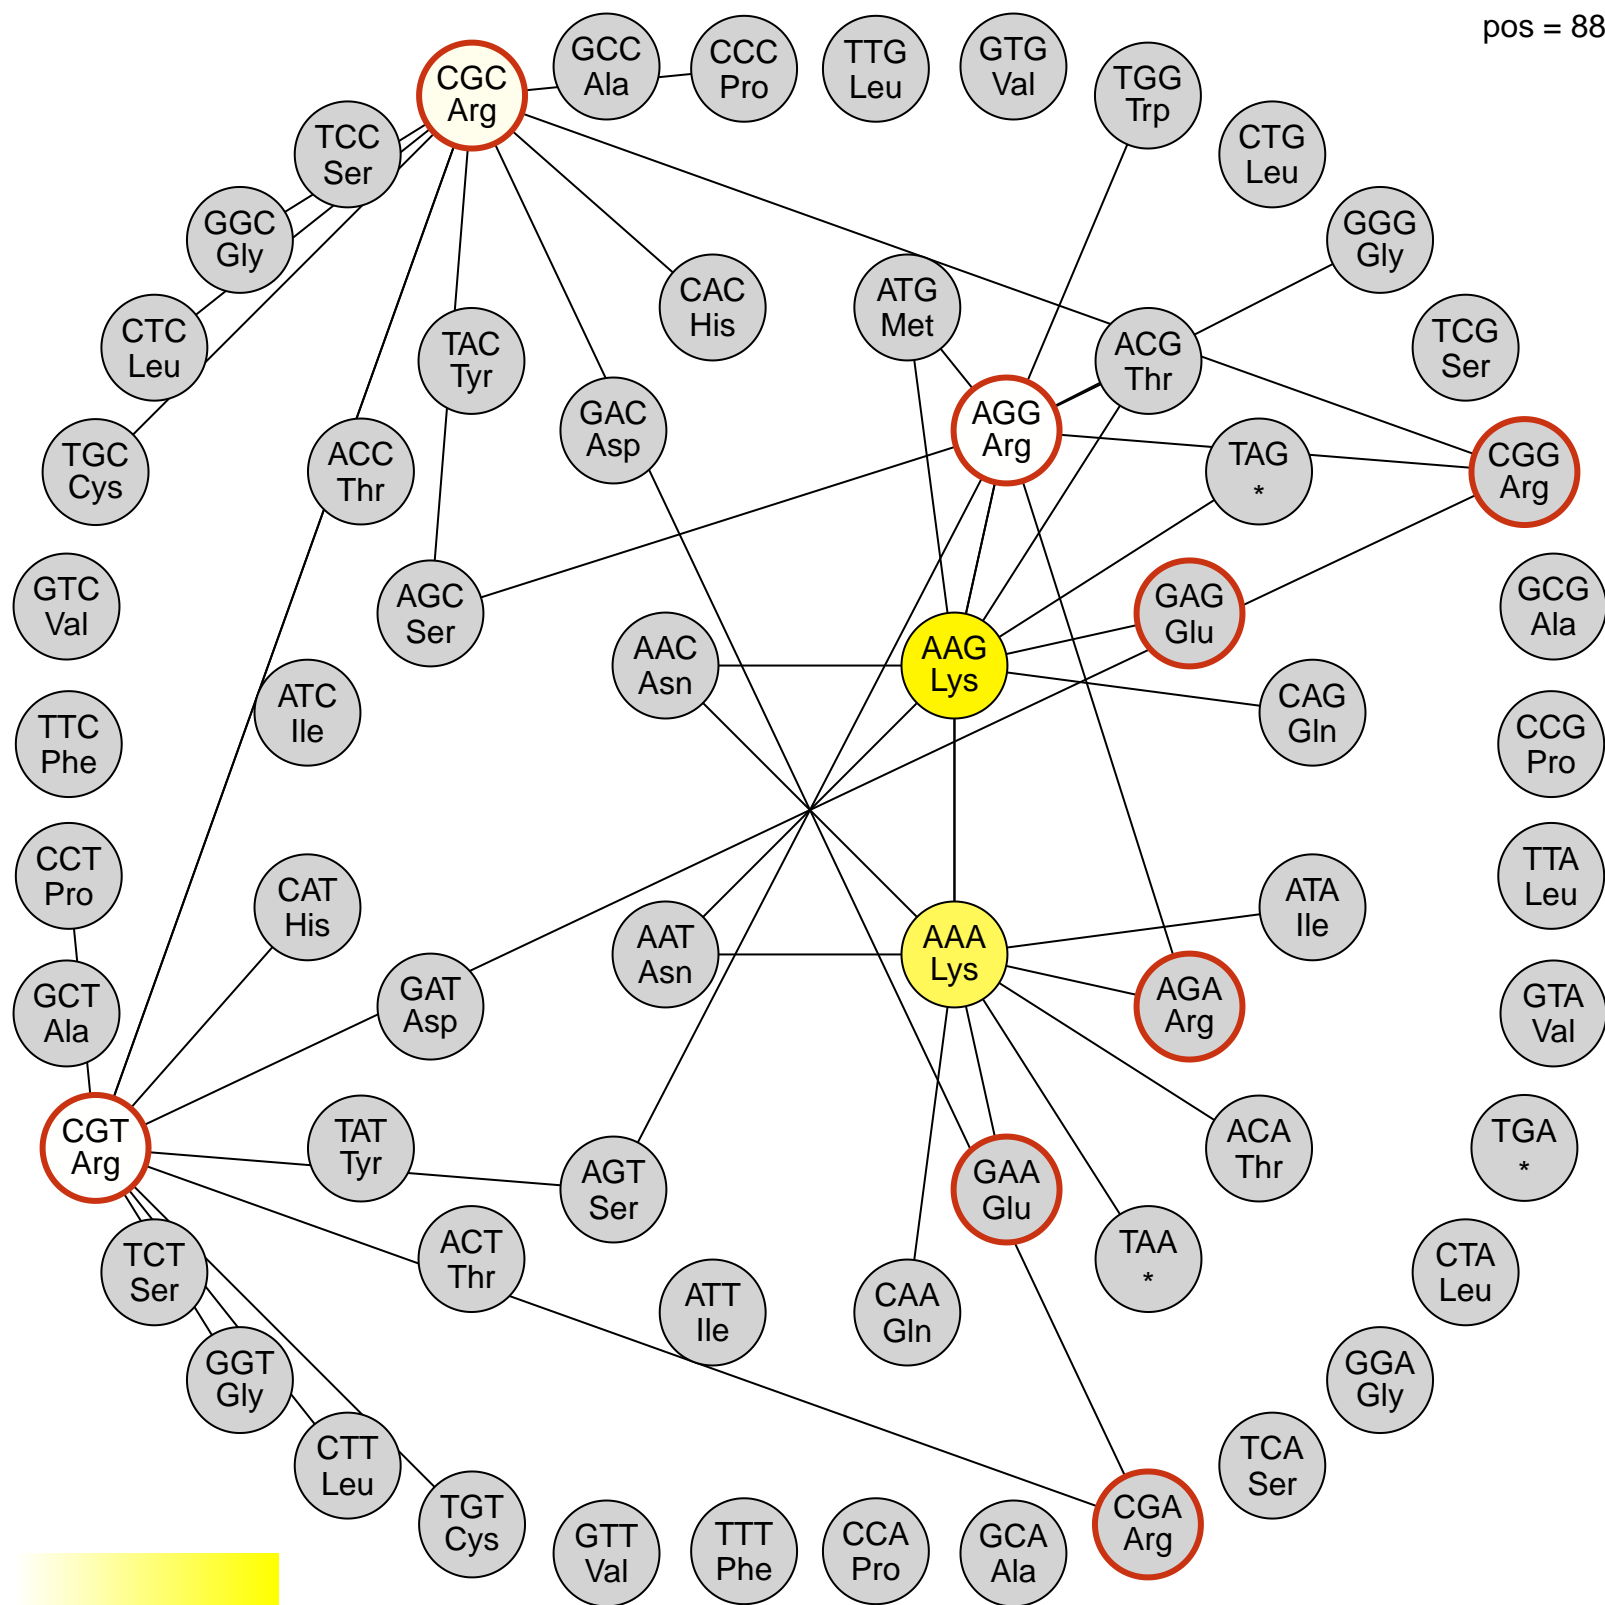 pos = 88
GCC
Ala
CCC
Pro
TTG
Leu
GTG
Val
CGC
Arg
TGG
Trp
TCC
Ser
CTG
Leu
GGC
Gly
GGG
Gly
CAC
His
ATG
Met
CTC
Leu
TAC
Tyr
ACG
Thr
TCG
Ser
GAC
Asp
AGG
Arg
TGC
Cys
ACC
Thr
TAG
*
CGG
Arg
GTC
Val
AGC
Ser
GAG
Glu
GCG
Ala
AAC
Asn
AAG
Lys
ATC
Ile
CAG
Gln
TTC
Phe
CCG
Pro
CCT
Pro
TTA
Leu
CAT
His
ATA
Ile
AAT
Asn
AAA
Lys
GCT
Ala
GAT
Asp
AGA
Arg
GTA
Val
CGT
Arg
TAT
Tyr
ACA
Thr
TGA
*
AGT
Ser
GAA
Glu
TCT
Ser
ACT
Thr
TAA
*
CTA
Leu
ATT
Ile
CAA
Gln
GGT
Gly
GGA
Gly
CTT
Leu
TCA
Ser
TGT
Cys
CGA
Arg
GTT
Val
TTT
Phe
CCA
Pro
GCA
Ala